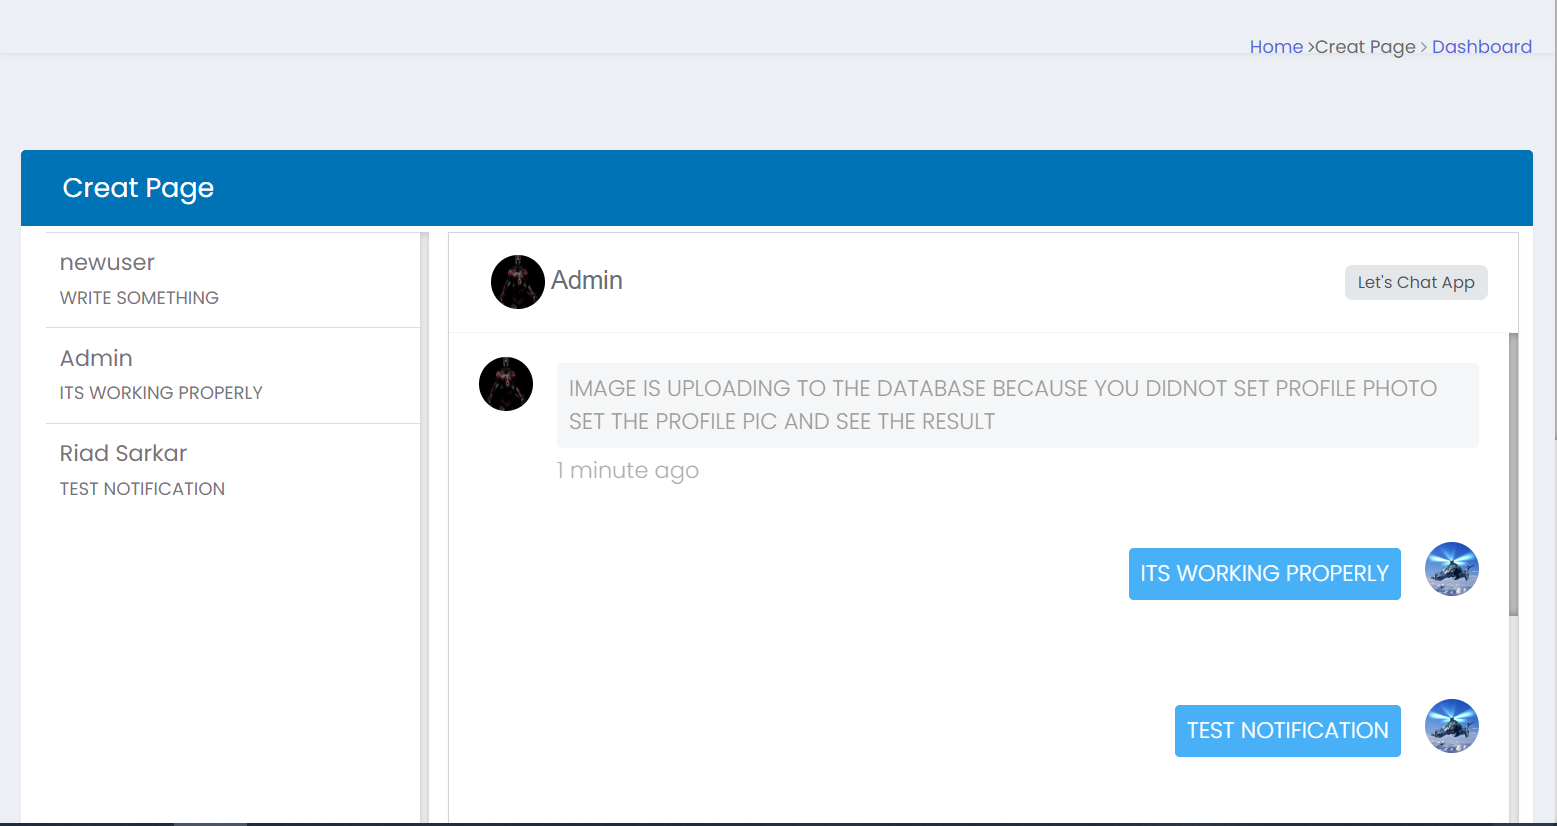 Home >Creat Page > Dashboard
Creat Page
newuser
WRITE SOMETHING
Admin
ITS WORKING PROPERLY
Riad Sarkar
TEST NOTIFICATION
Admin
Let's Chat App
IMAGE IS UPLOADING TO THE DATABASE BECAUSE YOU DIDNOT SET PROFILE PHOTO
SET THE PROFILE PIC AND SEE THE RESULT
1 minute ago
ITS WORKING PROPERLY
TEST NOTIFICATION